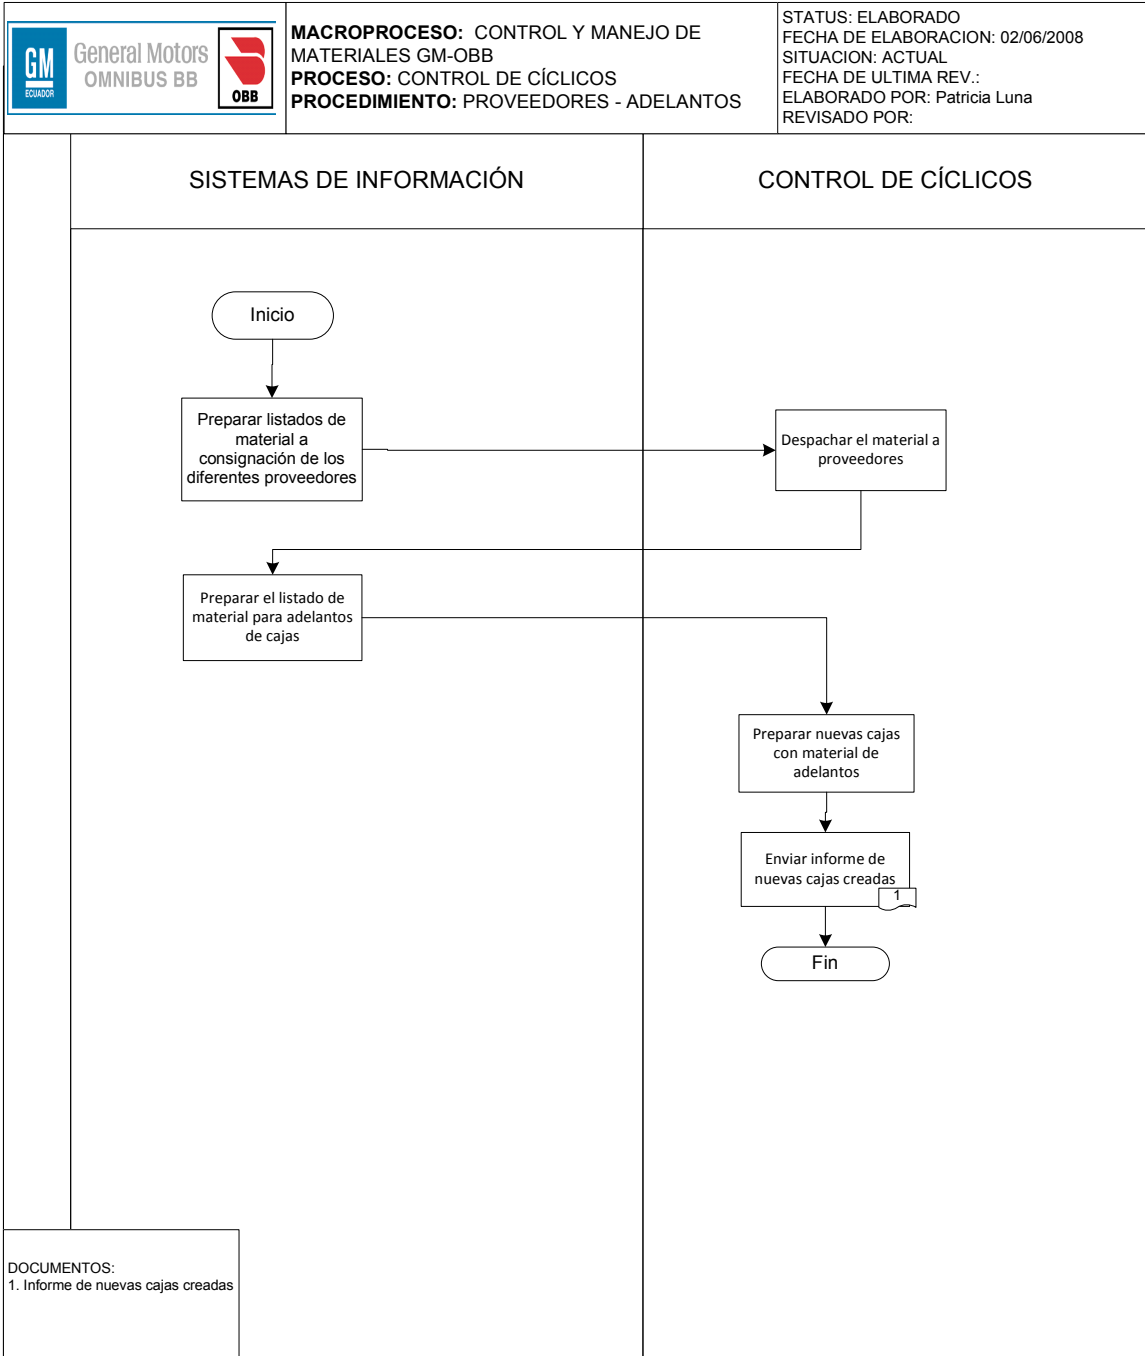 GM
ECUADOR
General Motors
OMNIBUS BB
OBB
MACROPROCESO: CONTROL Y MANEJO DE
MATERIALES GM-OBB
PROCESO: CONTROL DE CÍCLICOS
PROCEDIMIENTO: PROVEEDORES - ADELANTOS
STATUS: ELABORADO
FECHA DE ELABORACION: 02/06/2008
SITUACION: ACTUAL
FECHA DE ULTIMA REV.:
ELABORADO POR: Patricia Luna
REVISADO POR:
SISTEMAS DE INFORMACIÓN
CONTROL DE CÍCLICOS
Inicio
Preparar listados de
material a
consignación de los
diferentes proveedores
Despachar el material a
proveedores
Preparar el listado de
material para adelantos
de cajas
Preparar nuevas cajas
con material de
adelantos
Enviar informe de
nuevas cajas creadas
1
Fin
DOCUMENTOS:
1. Informe de nuevas cajas creadas